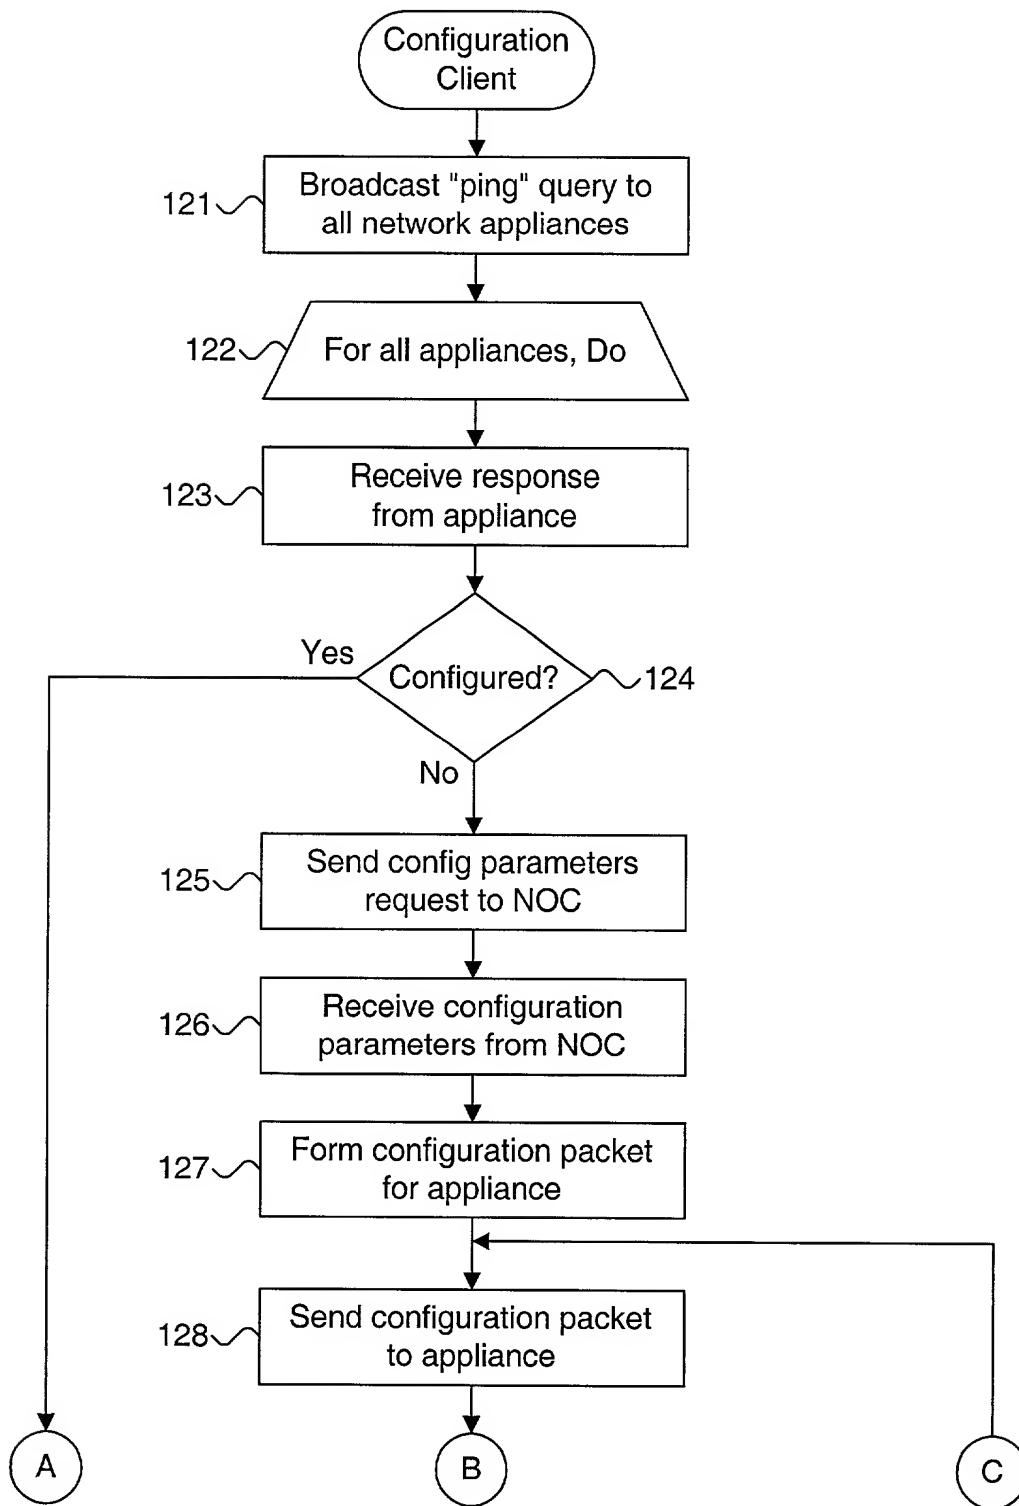 Configuration
Client
121
Broadcast "ping" query to
all network appliances
122
For all appliances, Do
123
Receive response
from appliance
Yes
Configured?
124
No
125
Send config parameters
request to NOC
126
Receive configuration
parameters from NOC
127
Form configuration packet
for appliance
128
Send configuration packet
to appliance
A
B
C